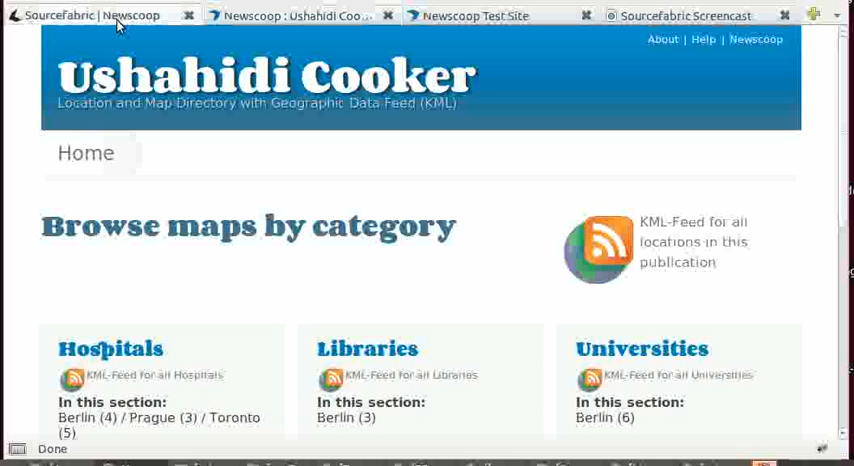 Sourcefabric | Newscoop
Newscoop : Ushahidi Coo...
Newscoop Test Site
Sourcefabric Screencast
About | Help | Newscoop
Ushahidi Cooker
Location and Map Directory with Geographic Data Feed (KML)
Home
Browse maps by category
KML-Feed for all
locations in this
publication
Hospitals
KML-Feed for all Hospitals
In this section:
Berlin (4) / Prague (3) / Toronto
(5)
Libraries
KML-Feed for all Libraries
In this section:
Berlin (3)
Universities
KML-Feed for all Universities
In this section:
Berlin (6)
Done